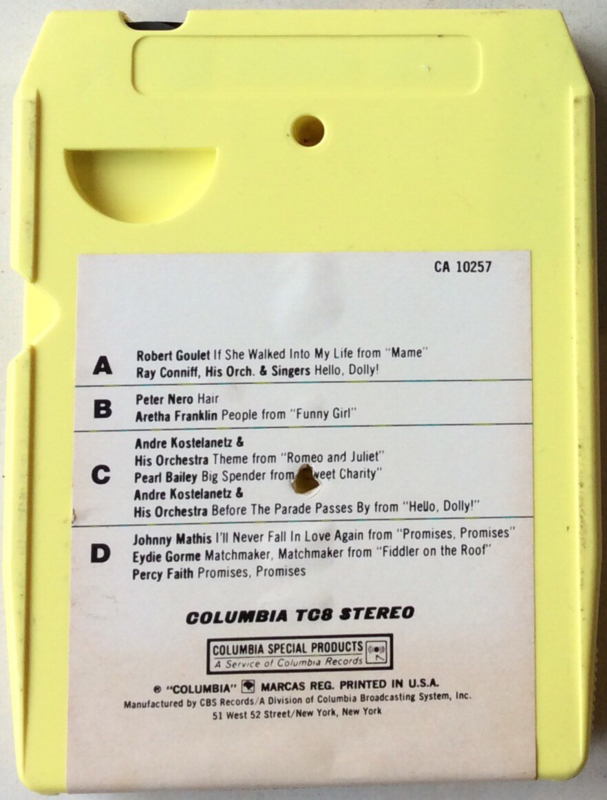 CA 10257
A
Robert Goulet If She Walked Into My Life from "Mame"
Ray Conniff, His Orch. & Singers Hello, Dolly!
B
Peter Nero Hair
Aretha Franklin People from "Funny Girl"
C
Andre Kostelanetz &
His Orchestra Theme from "Romeo and Juliet"
Pearl Bailey Big Spender from weet Charity"
Andre Kostelanetz &
His Orchestra Before The Parade Passes By from "Hello, Dolly!"
D
Johnny Mathis I'll Never Fall In Love Again from "Promises, Promises"
Eydie Gorme Matchmaker, Matchmaker from "Fiddler on the Roof"
Percy Faith Promises, Promises
COLUMBIA TC8 STEREO
COLUMBIA SPECIAL PRODUCTS
A Service of Columbia Records
® "COLUMBIA" MARCAS REG. PRINTED IN U.S.A.
Manufactured by CBS Records/A Division of Columbia Broadcasting System, Inc.
51 West 52 Street/New York, New York